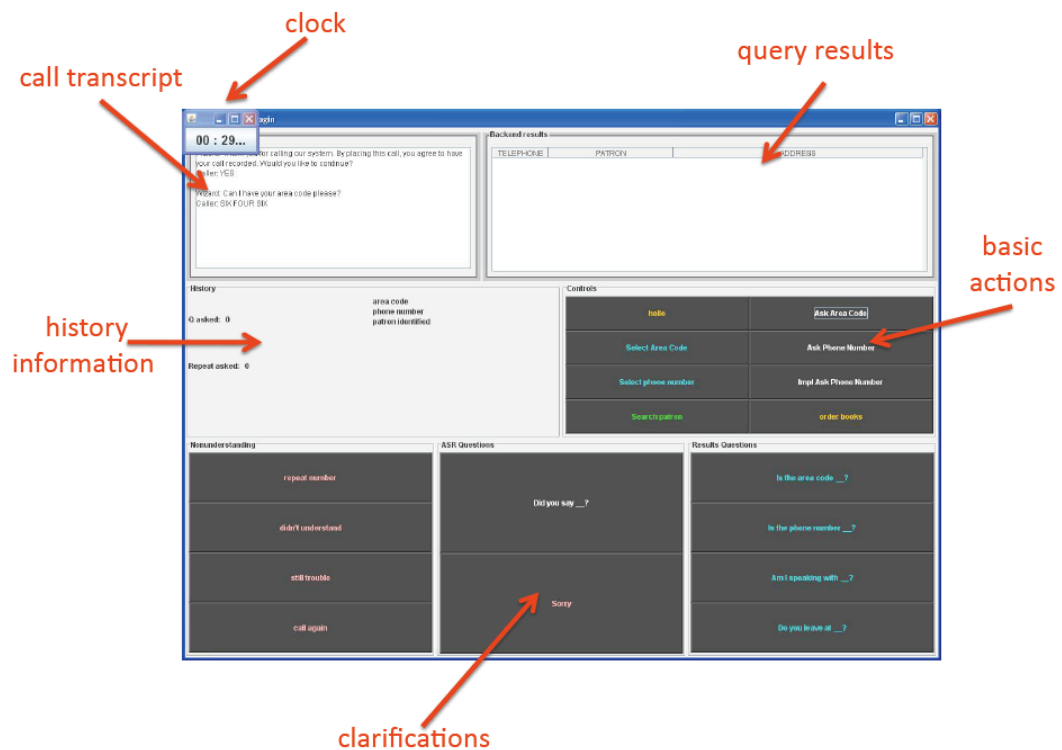 clock
query results
call transcript
basic
actions
history
information
clarifications
00 : 29...
Backend results
for calling our system. By placing this call, you agree to have
your call recorded. Would you like to continue?
Caller: YES
Wizard: Can I have your area code please?
Caller: SIX FOUR SIX
TELEPHONE PATRON ADDRESS
History
area code
phone number
patron identified
Q asked: 0
Repeat asked: 0
Controls
hello Ask Area Code
Select Area Code Ask Phone Number
Select phone number Impl Ask Phone Number
Search patron order books
Nonunderstanding
repeat number
didn't understand
still trouble
call again
ASR Questions
Did you say __?
Sorry
Results Questions
Is the area code __?
Is the phone number __?
Am I speaking with __?
Do you leave at __?